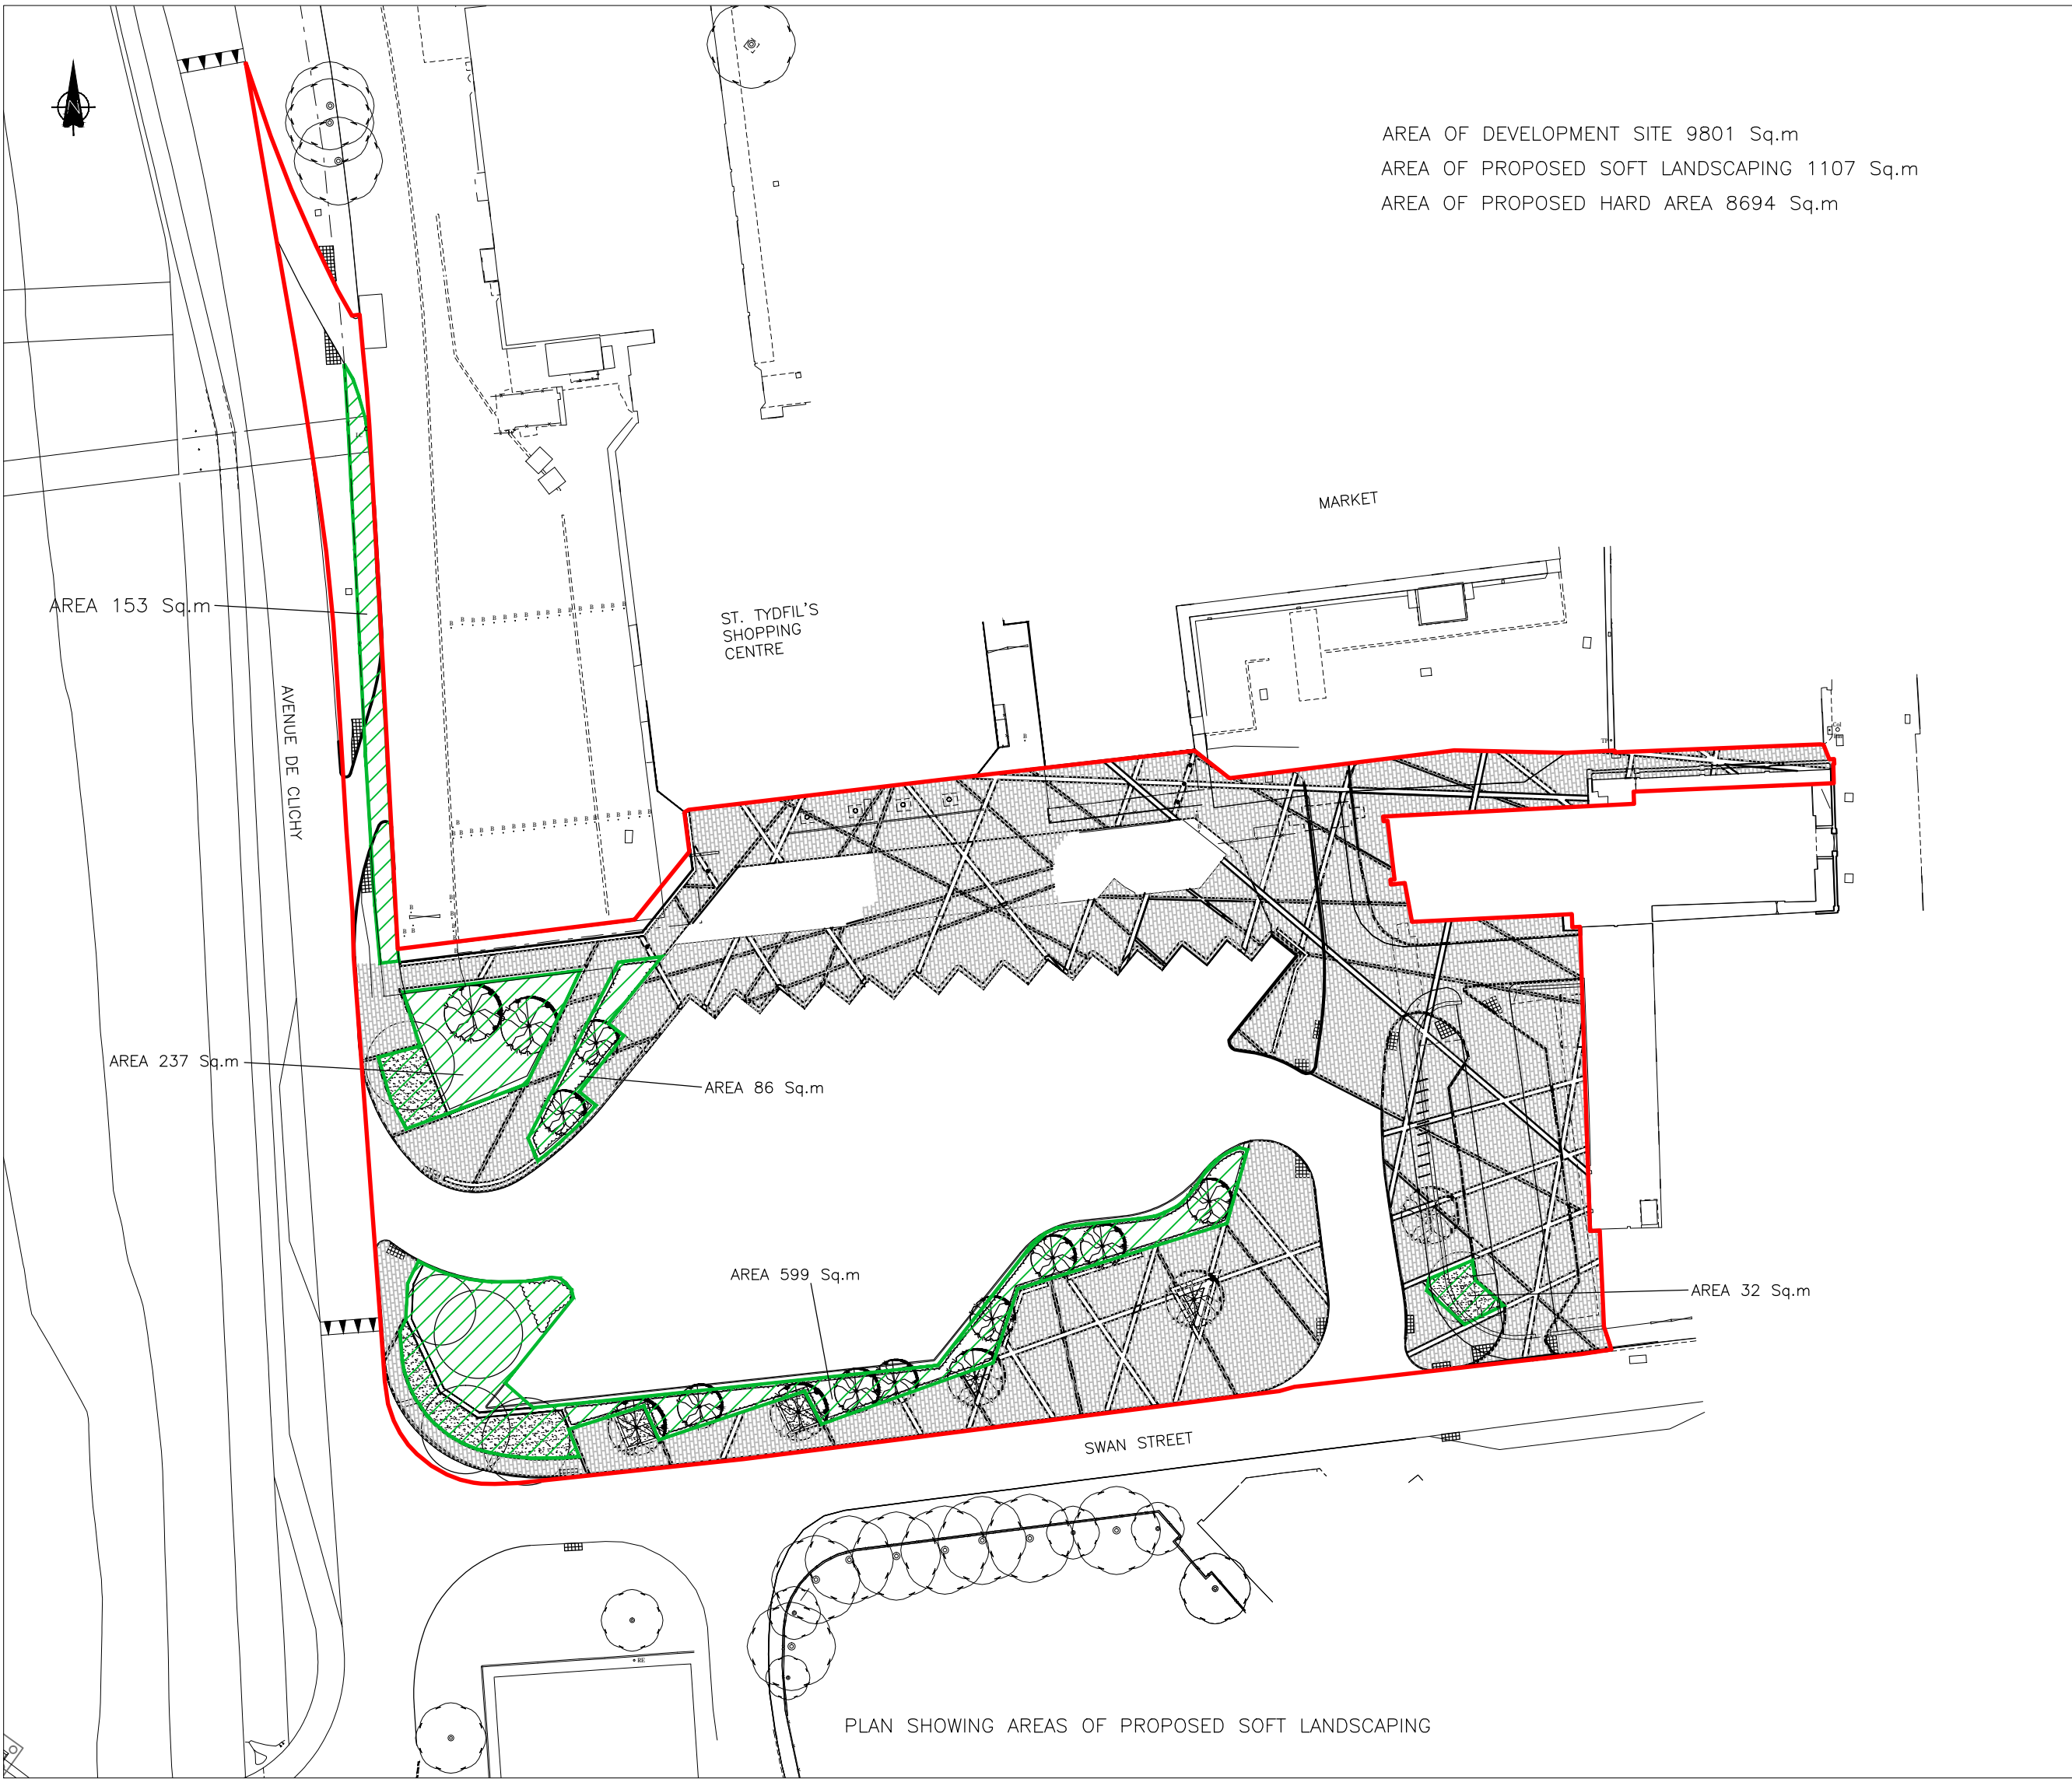 N
AREA OF DEVELOPMENT SITE 9801 Sq.m
AREA OF PROPOSED SOFT LANDSCAPING 1107 Sq.m
AREA OF PROPOSED HARD AREA 8694 Sq.m
MARKET
AREA 153 Sq.m
ST. TYDFIL'S
SHOPPING
CENTRE
AVENUE DE CLICHY
TP
AREA 237 Sq.m
AREA 86 Sq.m
AREA 599 Sq.m
AREA 32 Sq.m
SWAN STREET
RE
PLAN SHOWING AREAS OF PROPOSED SOFT LANDSCAPING